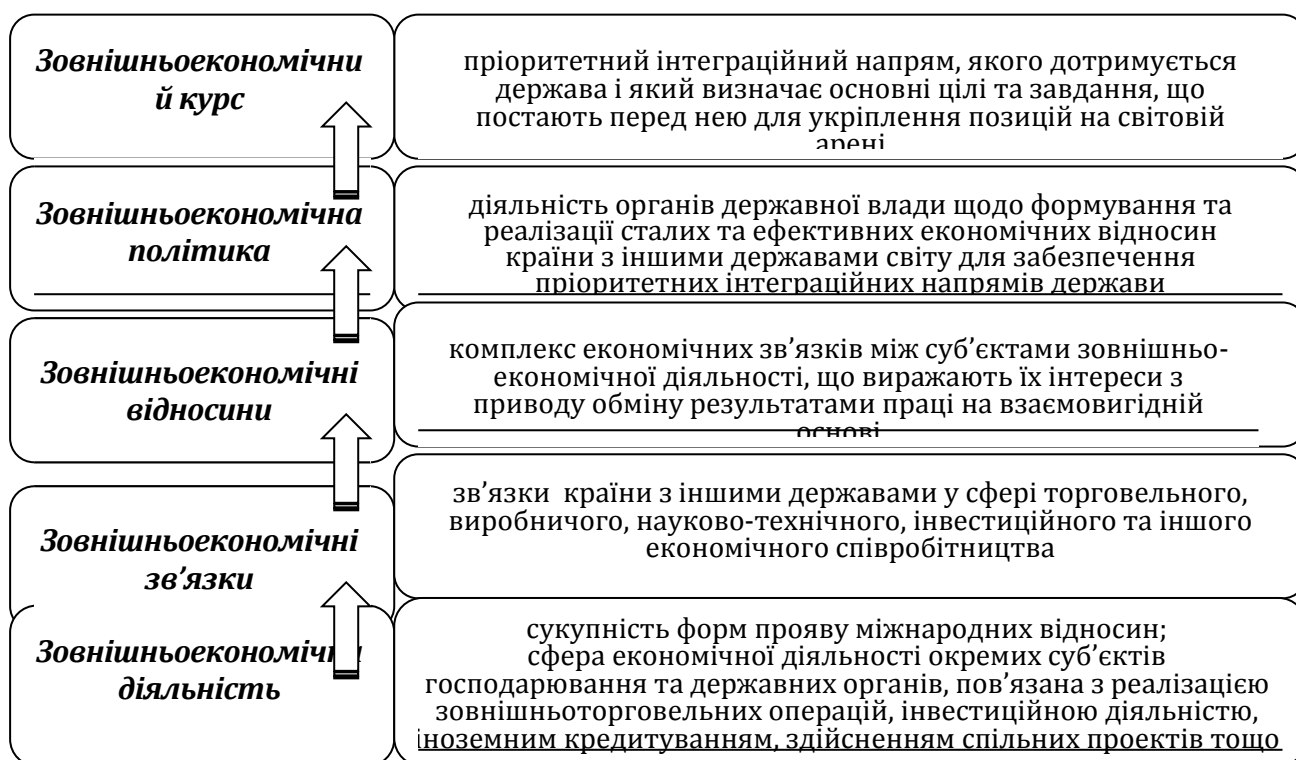 Зовнішньоекономічни
й курс
пріоритетний інтеграційний напрям, якого дотримується
держава і який визначає основні цілі та завдання, що
постають перед нею для укріплення позицій на світовій
арені
Зовнішньоекономічна
політика
діяльність органів державної влади щодо формування та
реалізації сталих та ефективних економічних відносин
країни з іншими державами світу для забезпечення
пріоритетних інтеграційних напрямів держави
Зовнішньоекономічні
відносини
комплекс економічних зв’язків між суб’єктами зовнішньо-
економічної діяльності, що виражають їх інтереси з
приводу обміну результатами праці на взаємовигідній
основі
Зовнішньоекономічні
зв’язки
зв’язки країни з іншими державами у сфері торговельного,
виробничого, науково-технічного, інвестиційного та іншого
економічного співробітництва
Зовнішньоекономічна
діяльність
сукупність форм прояву міжнародних відносин;
сфера економічної діяльності окремих суб’єктів
господарювання та державних органів, пов’язана з реалізацією
зовнішньоторговельних операцій, інвестиційною діяльністю,
іноземним кредитуванням, здійсненням спільних проектів тощо